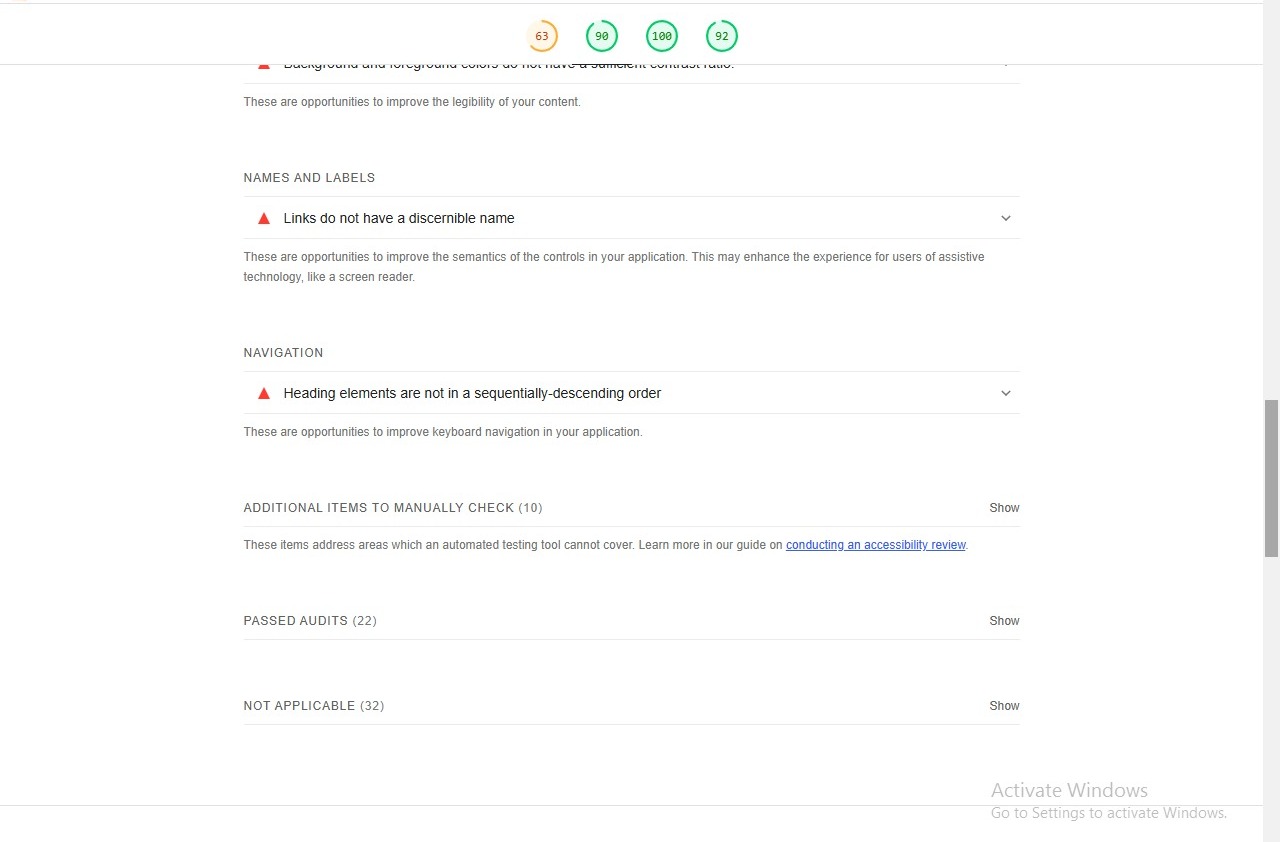 63 90 100 92
Background and foreground colors do not have a sufficient contrast ratio.
These are opportunities to improve the legibility of your content.
NAMES AND LABELS
Links do not have a discernible name
These are opportunities to improve the semantics of the controls in your application. This may enhance the experience for users of assistive
technology, like a screen reader.
NAVIGATION
Heading elements are not in a sequentially-descending order
These are opportunities to improve keyboard navigation in your application.
ADDITIONAL ITEMS TO MANUALLY CHECK (10) Show
These items address areas which an automated testing tool cannot cover. Learn more in our guide on conducting an accessibility review.
PASSED AUDITS (22) Show
NOT APPLICABLE (32) Show
Activate Windows
Go to Settings to activate Windows.